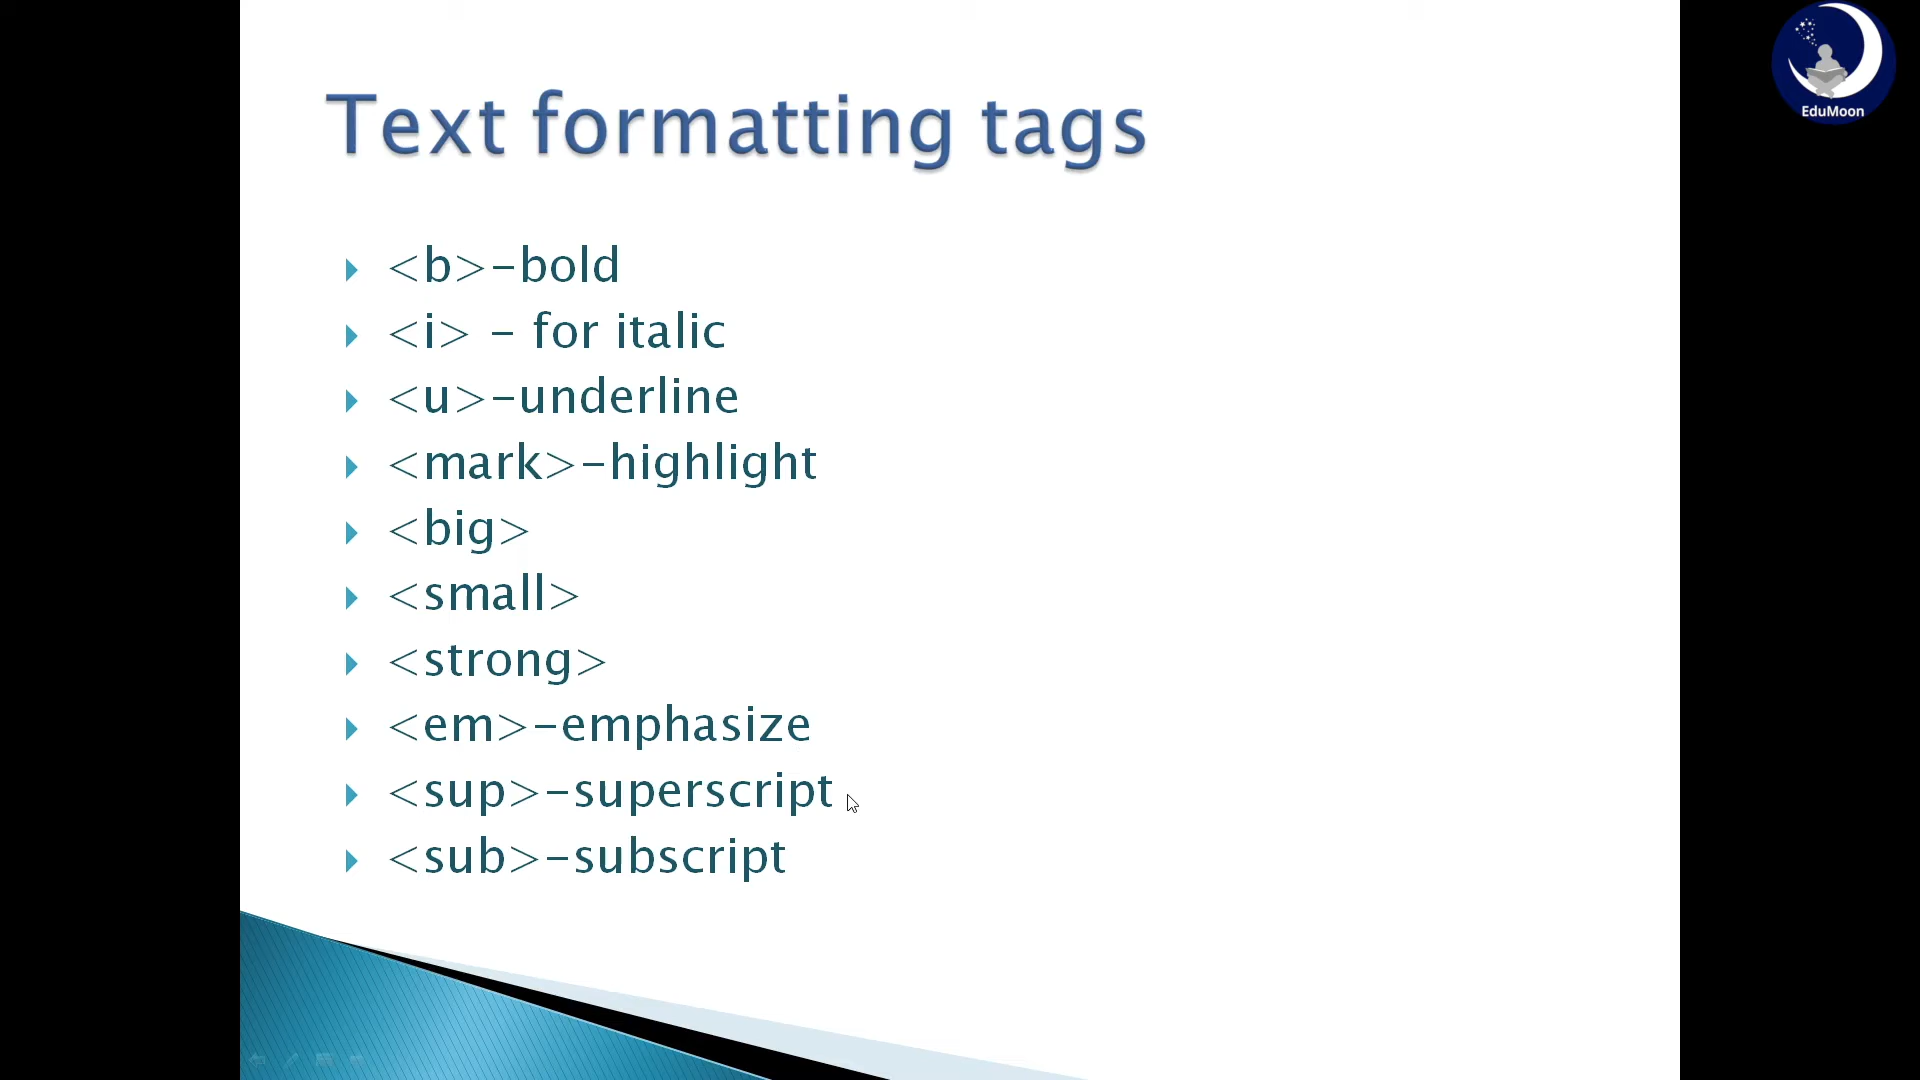 Text formatting tags
EduMoon
<b>-bold
<i> - for italic
<u>-underline
<mark>-highlight
<big>
<small>
<strong>
<em>-emphasize
<sup>-superscript
<sub>-subscript